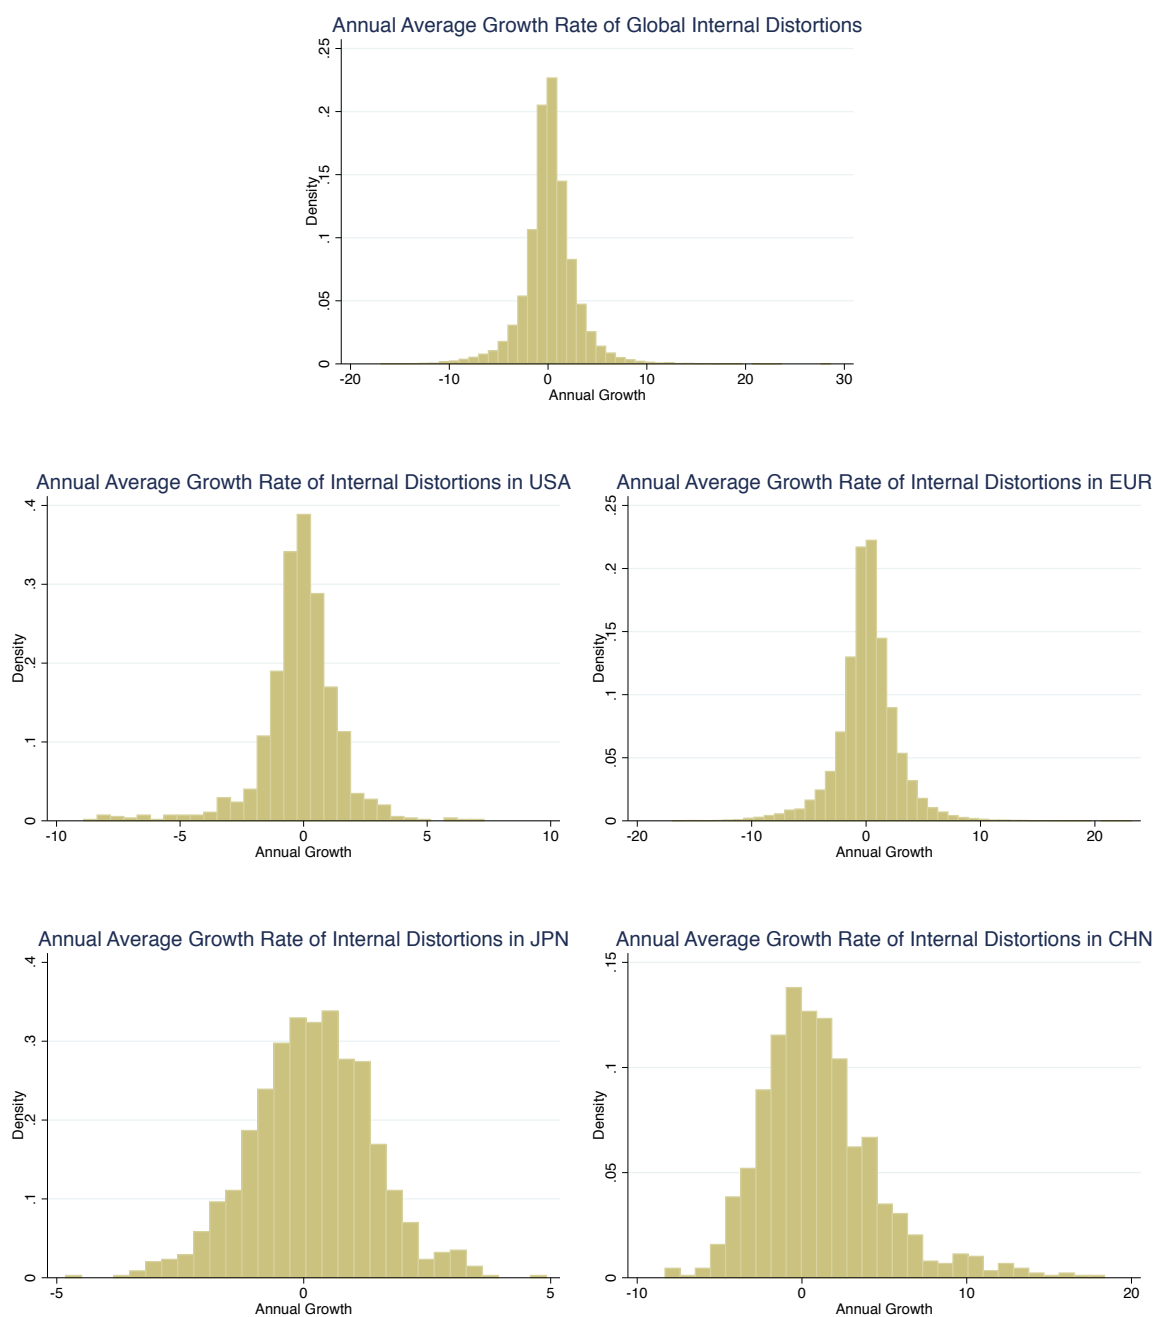 Annual Average Growth Rate of Global Internal Distortions
.25
.2
.15
.1
.05
0
Density
-20 -10 0 10 20 30
Annual Growth
Annual Average Growth Rate of Internal Distortions in USA
.4
.3
.2
.1
0
Density
-10 -5 0 5 10
Annual Growth
Annual Average Growth Rate of Internal Distortions in EUR
.25
.2
.15
.1
.05
0
Density
-20 -10 0 10 20
Annual Growth
Annual Average Growth Rate of Internal Distortions in JPN
.4
.3
.2
.1
0
Density
-5 0 5
Annual Growth
Annual Average Growth Rate of Internal Distortions in CHN
.15
.1
.05
0
Density
-10 0 10 20
Annual Growth